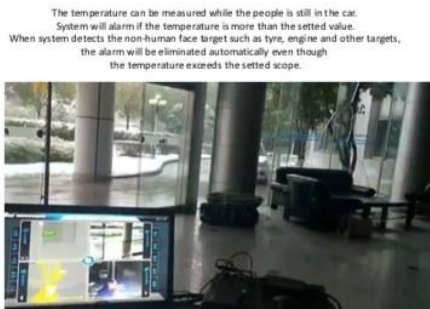 The temperature can be measured while the people is still in the car.
System will alarm if the temperature is more than the setted value.
When system detects the non-human face target such as tyre, engine and other targets,
the alarm will be eliminated automatically even though
the temperature exceeds the setted scope.